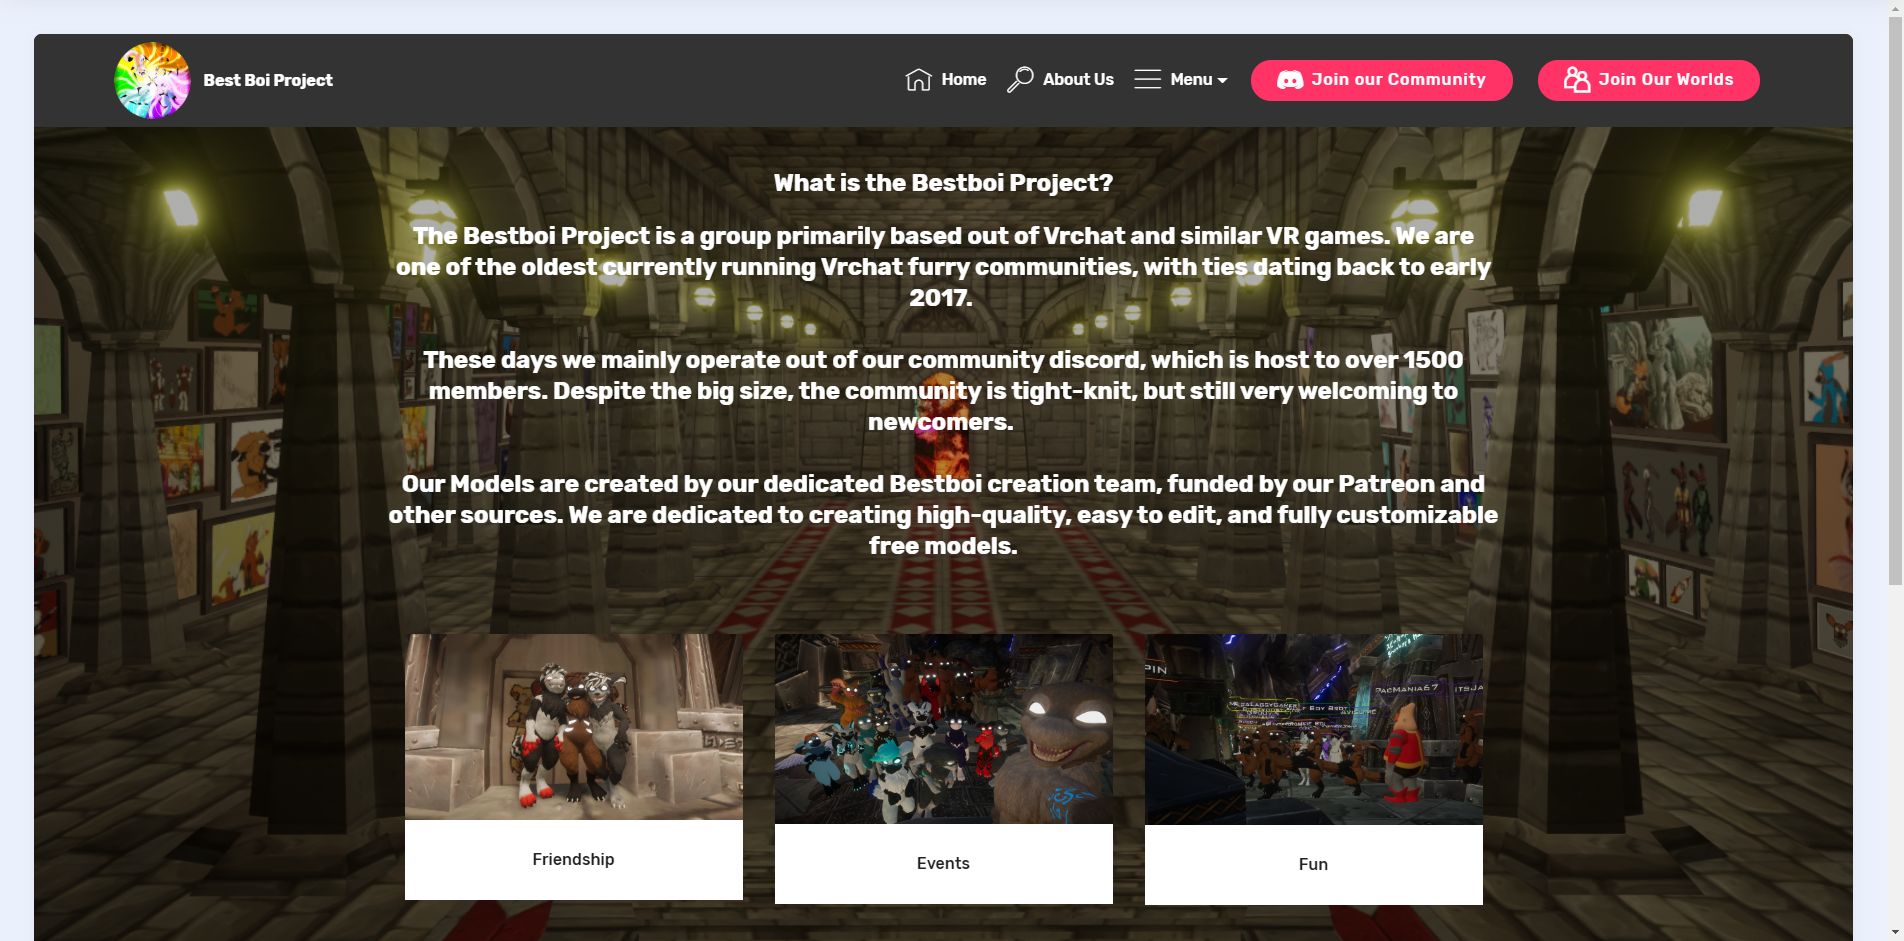 Best Boi Project
Home
About Us
Menu
Join our Community
Join Our Worlds
What is the Bestboi Project?
The Bestboi Project is a group primarily based out of Vrchat and similar VR games. We are
one of the oldest currently running Vrchat furry communities, with ties dating back to early
2017.
These days we mainly operate out of our community discord, which is host to over 1500
members. Despite the big size, the community is tight-knit, but still very welcoming to
newcomers.
Our Models are created by our dedicated Bestboi creation team, funded by our Patreon and
other sources. We are dedicated to creating high-quality, easy to edit, and fully customizable
free models.
PIN
PacMania67
ItsJa
Friendship
Events
Fun